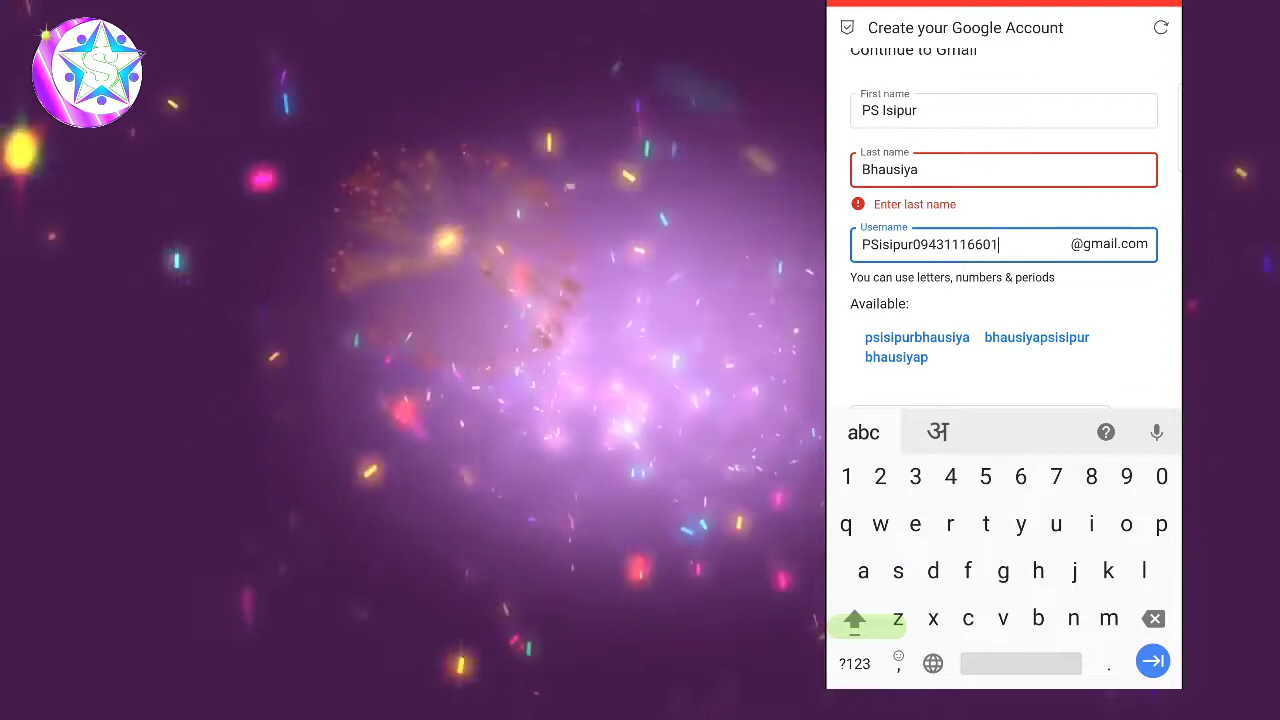 S
Create your Google Account
Continue to Gmail
First name
PS Isipur
Last name
Bhausiya
Enter last name
Username
PSisipur09431116601 @gmail.com
You can use letters, numbers & periods
Available:
psisipurbhausiya bhausiyapsisipur
bhausiyap
abc अ
1 2 3 4 5 6 7 8 9 0
q w e r t y u i o p
a s d f g h j k l
z x c v b n m
?123 , .